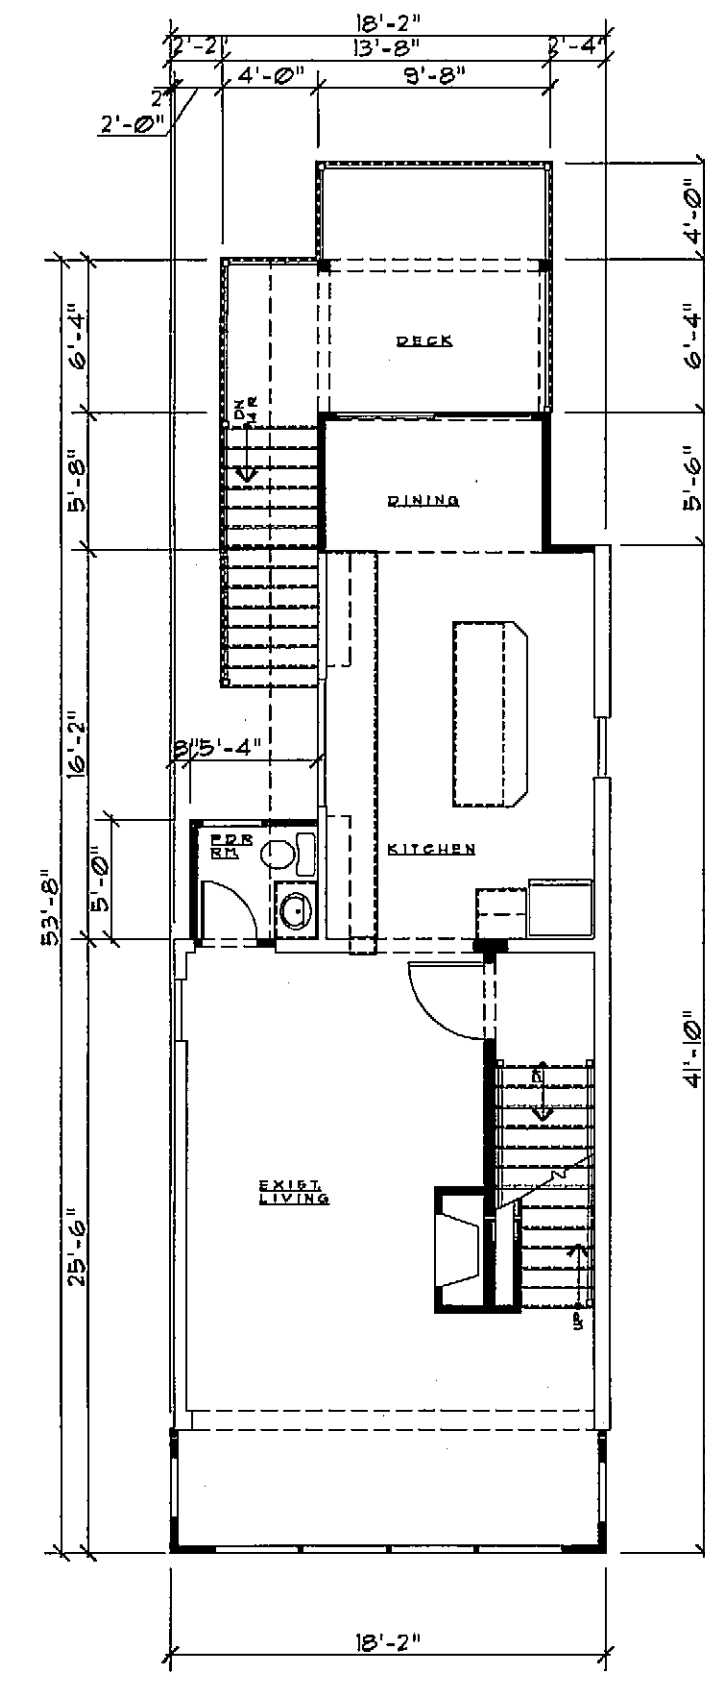 18'-2"
2'-2"
13'-8"
2'-4"
4'-0"
9'-8"
2"
2'-0"
4'-0"
6'-4"
6'-4"
DECK
DN
14 R
5'-8"
5'-6"
DINING
16'-2"
8"
5'-4"
PDR
RM.
KITCHEN
5'-0"
53'-8"
41'-10"
EXIST.
LIVING
25'-6"
UP
18'-2"